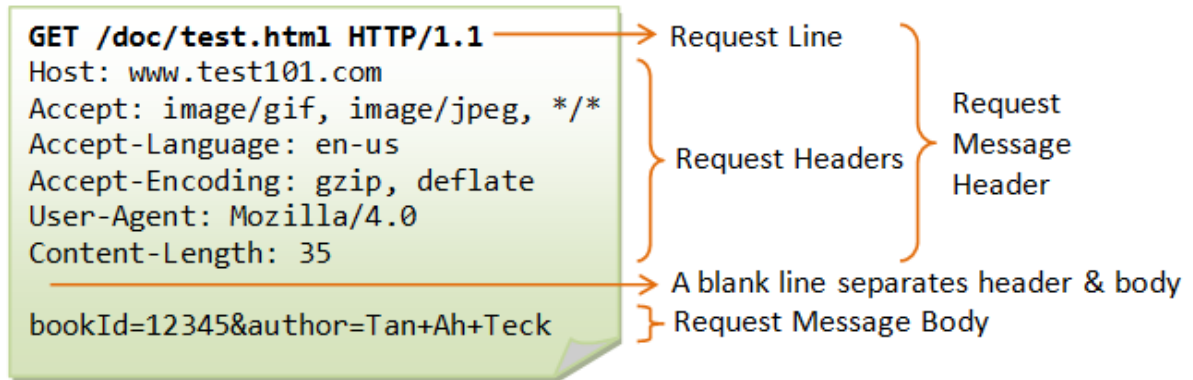 GET /doc/test.html HTTP/1.1
Host: www.test101.com
Accept: image/gif, image/jpeg, */*
Accept-Language: en-us
Accept-Encoding: gzip, deflate
User-Agent: Mozilla/4.0
Content-Length: 35
bookId=12345&author=Tan+Ah+Teck
Request Line
Request Headers
Request
Message
Header
A blank line separates header & body
Request Message Body